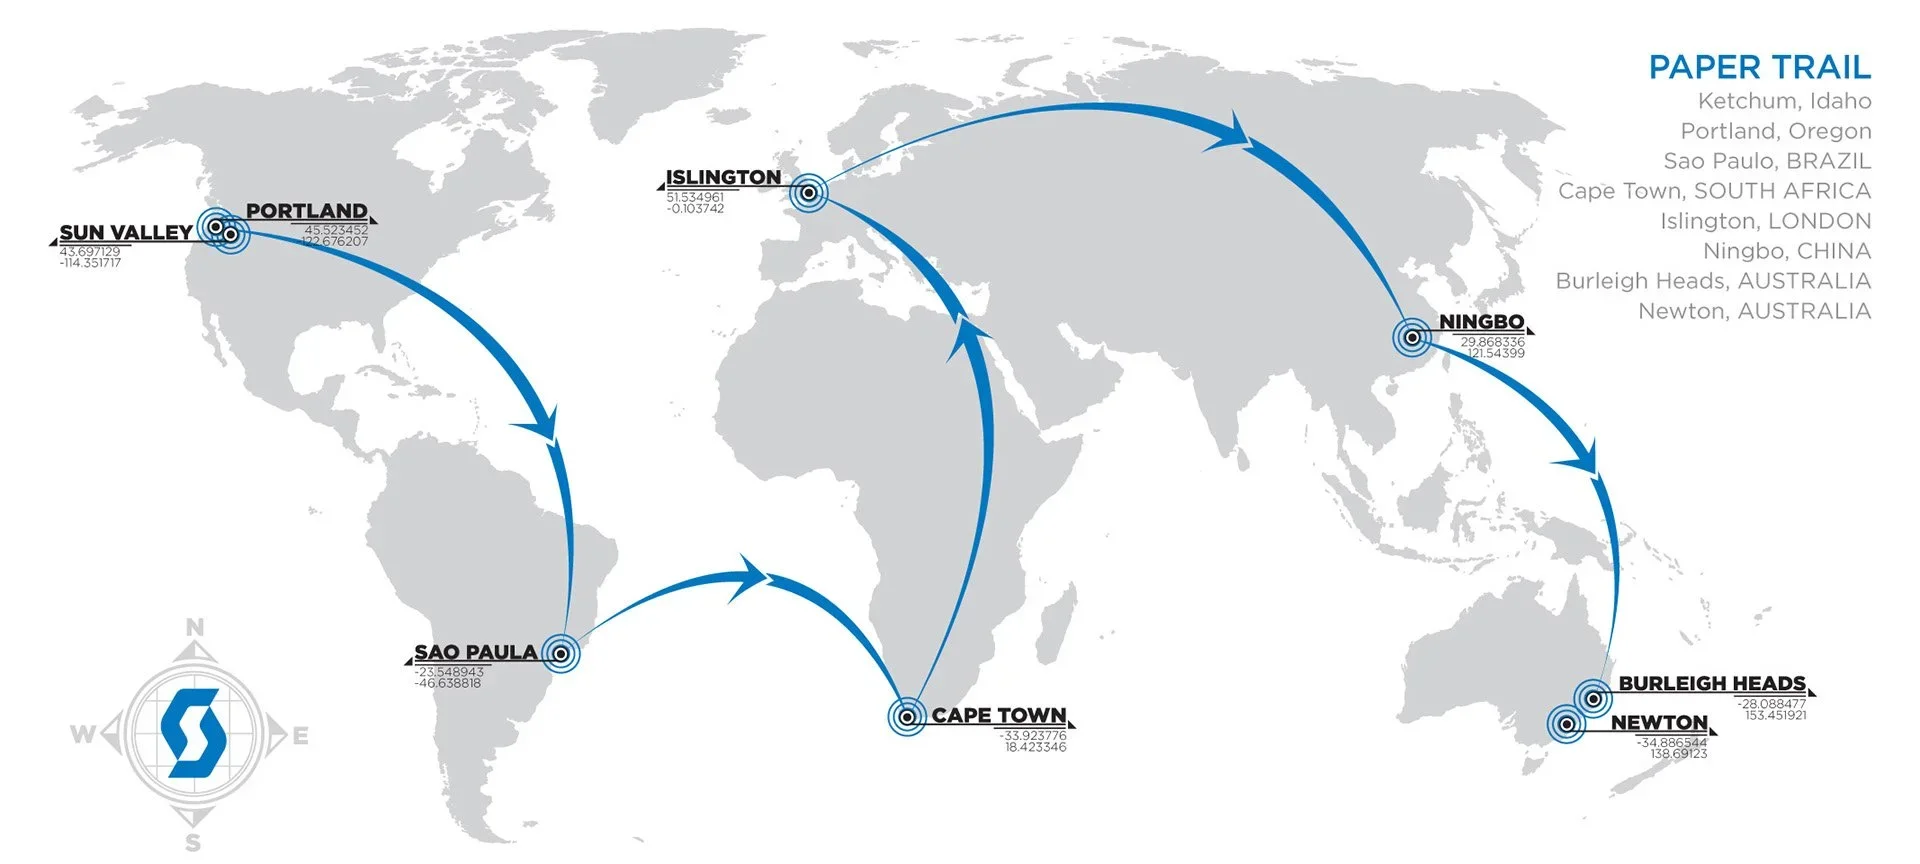 PAPER TRAIL
Ketchum, Idaho
Portland, Oregon
Sao Paulo, BRAZIL
Cape Town, SOUTH AFRICA
Islington, LONDON
Ningbo, CHINA
Burleigh Heads, AUSTRALIA
Newton, AUSTRALIA
ISLINGTON
51.534961
-0.103742
PORTLAND
45.523452
-122.676207
SUN VALLEY
43.697129
-114.351717
NINGBO
29.868336
121.54399
SAO PAULA
-23.548943
-46.638818
CAPE TOWN
-33.923776
18.423346
BURLEIGH HEADS
-28.088477
153.451921
NEWTON
-34.886544
138.69123
N
W
E
S